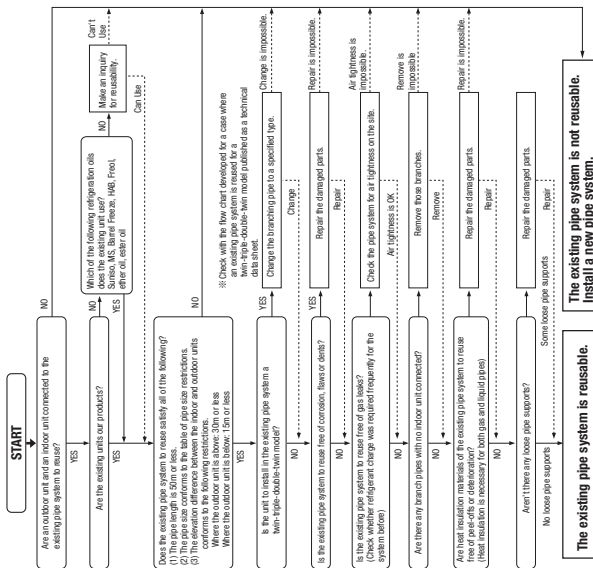 START
Are an outdoor unit and an indoor unit connected to the
existing pipe system to reuse?
NO
YES
Are the existing units our products?
NO
YES
Which of the following refrigeration oils
does the existing unit use?
Suniso, MS, Barrel Freeze, HAB, Freol,
ether oil, ester oil
NO
YES
Make an inquiry
for reusability.
Can't
Use
Can Use
Does the existing pipe system to reuse satisfy all of the following?
(1) The pipe length is 50m or less.
(2) The pipe size conforms to the table of pipe size restrictions.
(3) The elevation difference between the indoor and outdoor units
conforms to the following restrictions.
Where the outdoor unit is above: 30m or less
Where the outdoor unit is below: 15m or less
NO
YES
※ Check with the flow chart developed for a case where
an existing pipe system is reused for a
twin-triple-double-twin model published as a technical
data sheet.
Is the unit to install in the existing pipe system a
twin-triple-double-twin model?
YES
Change the branching pipe to a specified type.
Change is impossible.
Change
NO
Is the existing pipe system to reuse free of corrosion, flaws or dents?
YES
Repair the damaged parts.
Repair is impossible.
Repair
NO
Is the existing pipe system to reuse free of gas leaks?
(Check whether refrigerant charge was required frequently for the
system before)
Check the pipe system for air tightness on the site.
Air tightness is
impossible.
Air tightness is OK
NO
Are there any branch pipes with no indoor unit connected?
Remove those branches.
Remove is
impossible
Remove
NO
Are heat insulation materials of the existing pipe system to reuse
free of peel-offs or deterioration?
(Heat insulation is necessary for both gas and liquid pipes)
Repair the damaged parts.
Repair is impossible.
Repair
NO
Aren't there any loose pipe supports?
Repair the damaged parts.
Repair
No loose pipe supports
Some loose pipe supports
The existing pipe system is reusable.
The existing pipe system is not reusable.
Install a new pipe system.